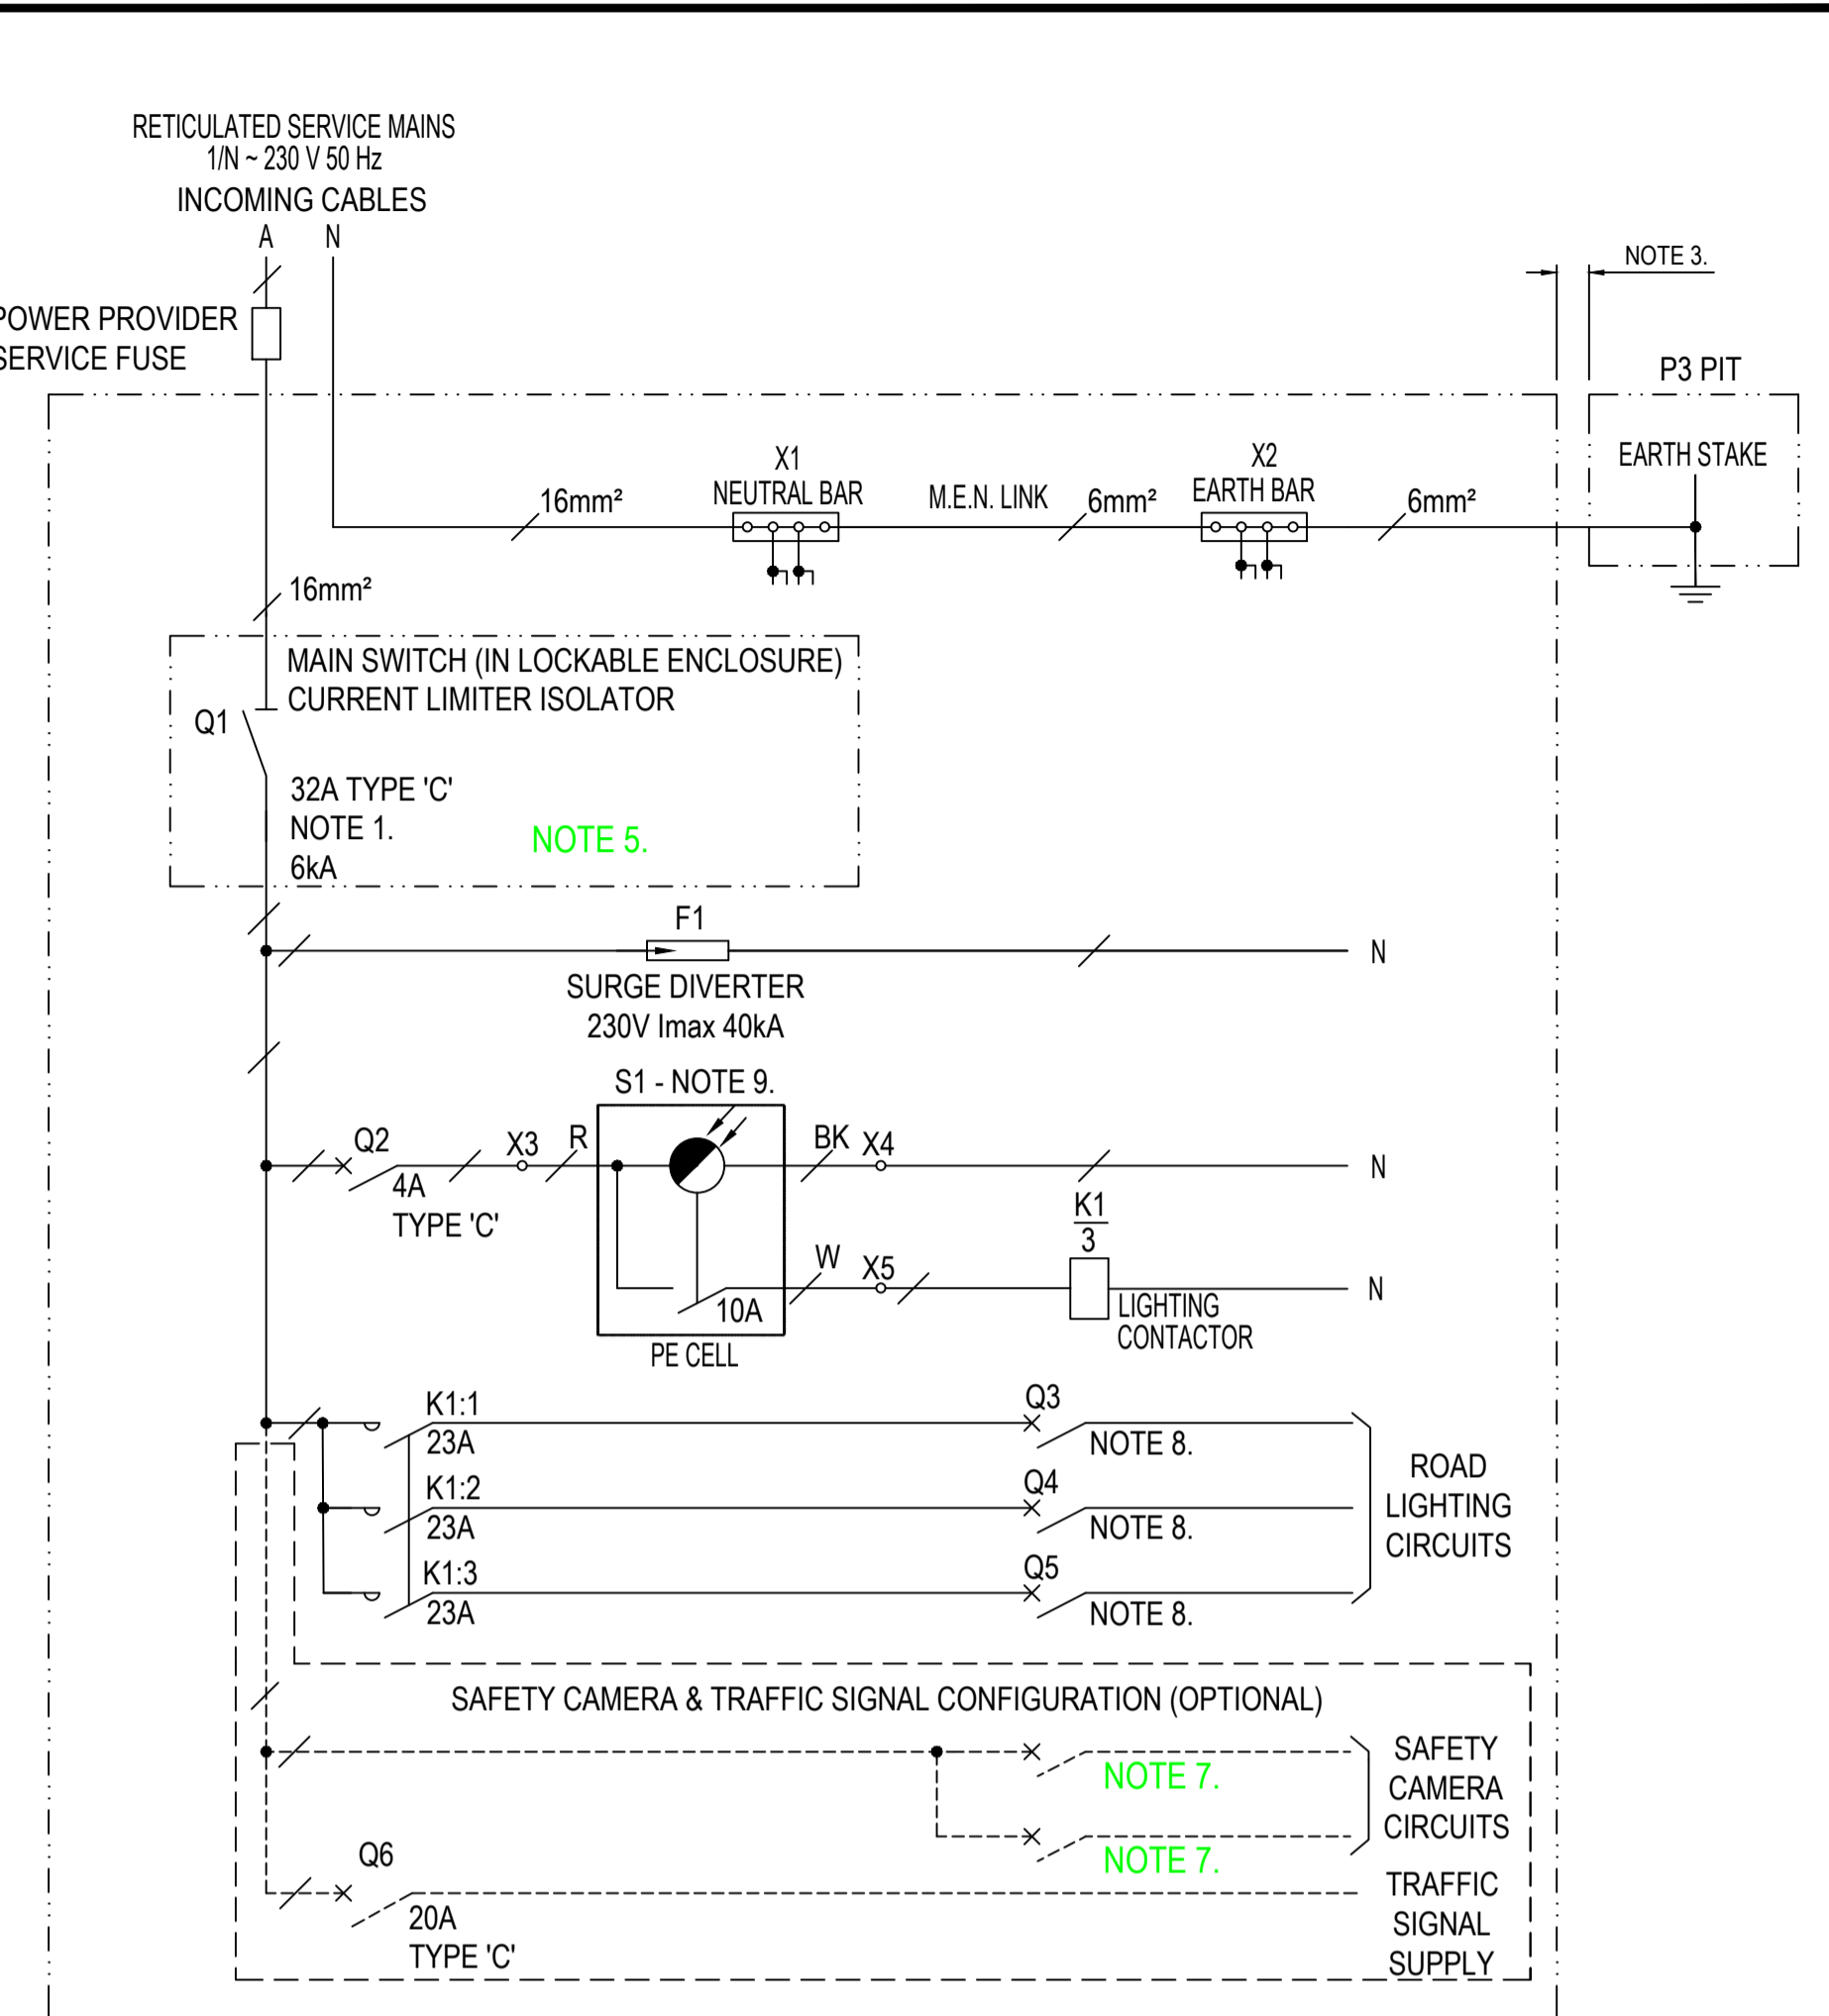 RETICULATED SERVICE MAINS
1/N ~ 230 V 50 Hz
INCOMING CABLES
A N
NOTE 3.
POWER PROVIDER
SERVICE FUSE
P3 PIT
EARTH STAKE
X1
NEUTRAL BAR
16mm²
M.E.N. LINK
6mm²
X2
EARTH BAR
6mm²
16mm²
MAIN SWITCH (IN LOCKABLE ENCLOSURE)
CURRENT LIMITER ISOLATOR
Q1
32A TYPE 'C'
NOTE 1.
6kA
NOTE 5.
F1
N
SURGE DIVERTER
230V Imax 40kA
S1 - NOTE 9.
Q2
4A
TYPE 'C'
X3
R
BK
X4
N
K1
3
W
X5
10A
N
LIGHTING
CONTACTOR
PE CELL
K1:1
23A
Q3
NOTE 8.
K1:2
23A
Q4
NOTE 8.
K1:3
23A
Q5
NOTE 8.
ROAD
LIGHTING
CIRCUITS
SAFETY CAMERA & TRAFFIC SIGNAL CONFIGURATION (OPTIONAL)
NOTE 7.
NOTE 7.
SAFETY
CAMERA
CIRCUITS
Q6
20A
TYPE 'C'
TRAFFIC
SIGNAL
SUPPLY